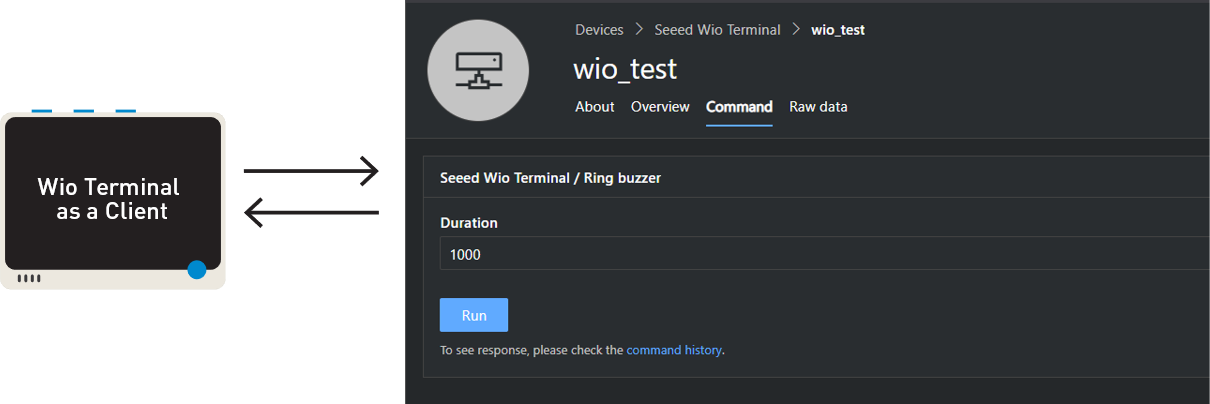 Wio Terminal
as a Client
Devices > Seeed Wio Terminal > wio_test
wio_test
About Overview Command Raw data
Seeed Wio Terminal / Ring buzzer
Duration
1000
Run
To see response, please check the command history.